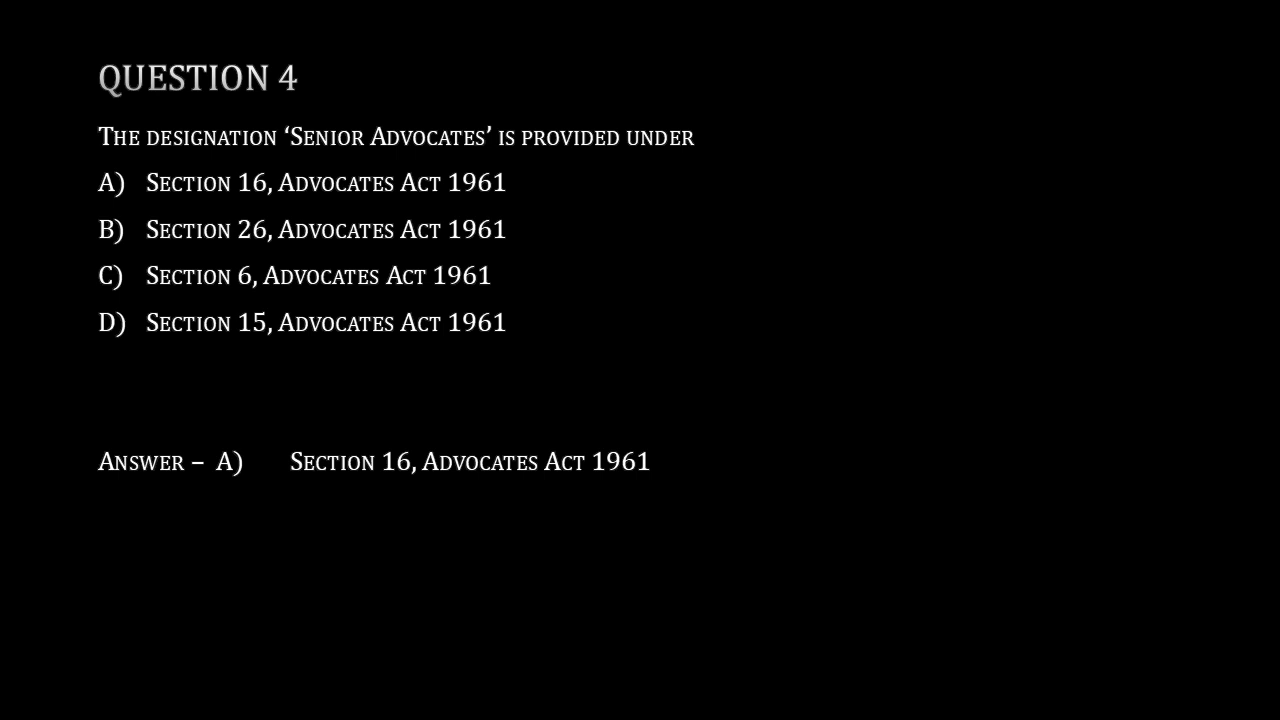 QUESTION 4
The designation ‘Senior Advocates’ is provided under
A) Section 16, Advocates Act 1961
B) Section 26, Advocates Act 1961
C) Section 6, Advocates Act 1961
D) Section 15, Advocates Act 1961
Answer – A) Section 16, Advocates Act 1961